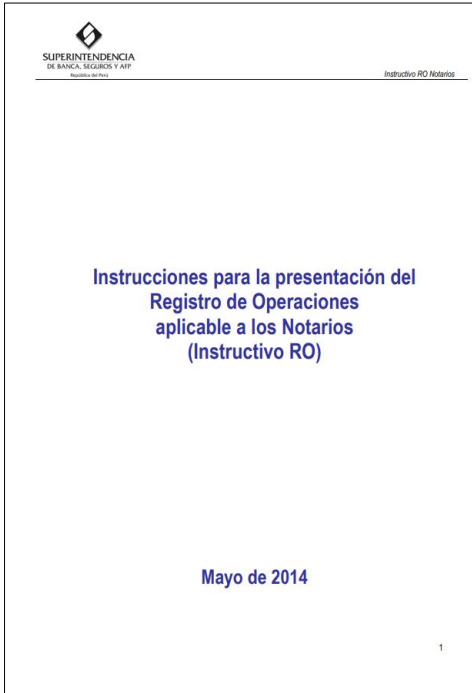 SUPERINTENDENCIA
DE BANCA, SEGUROS Y AFP
República del Perú
Instructivo RO Notarios
Instrucciones para la presentación del
Registro de Operaciones
aplicable a los Notarios
(Instructivo RO)
Mayo de 2014
1